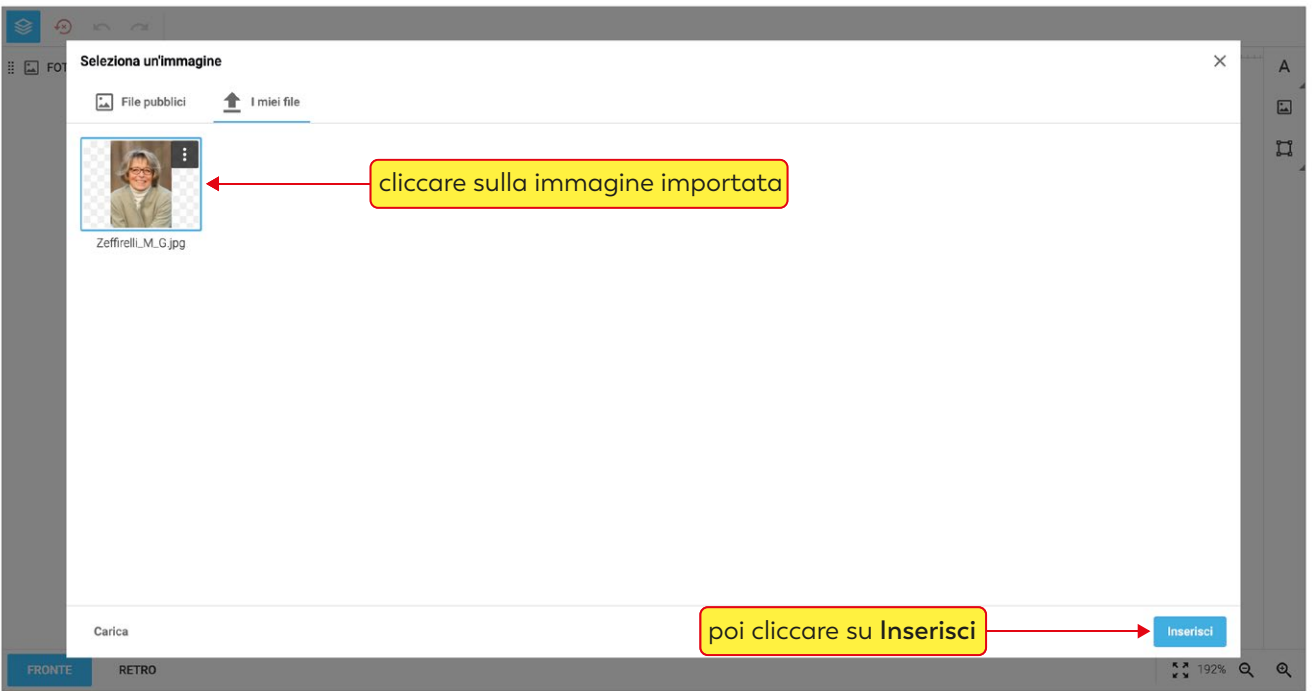 FOT
Seleziona un'immagine
File pubblici
I miei file
cliccare sulla immagine importata
Zeffirelli_M_G.jpg
Carica
poi cliccare su Inserisci
Inserisci
FRONTE
RETRO
192%
A